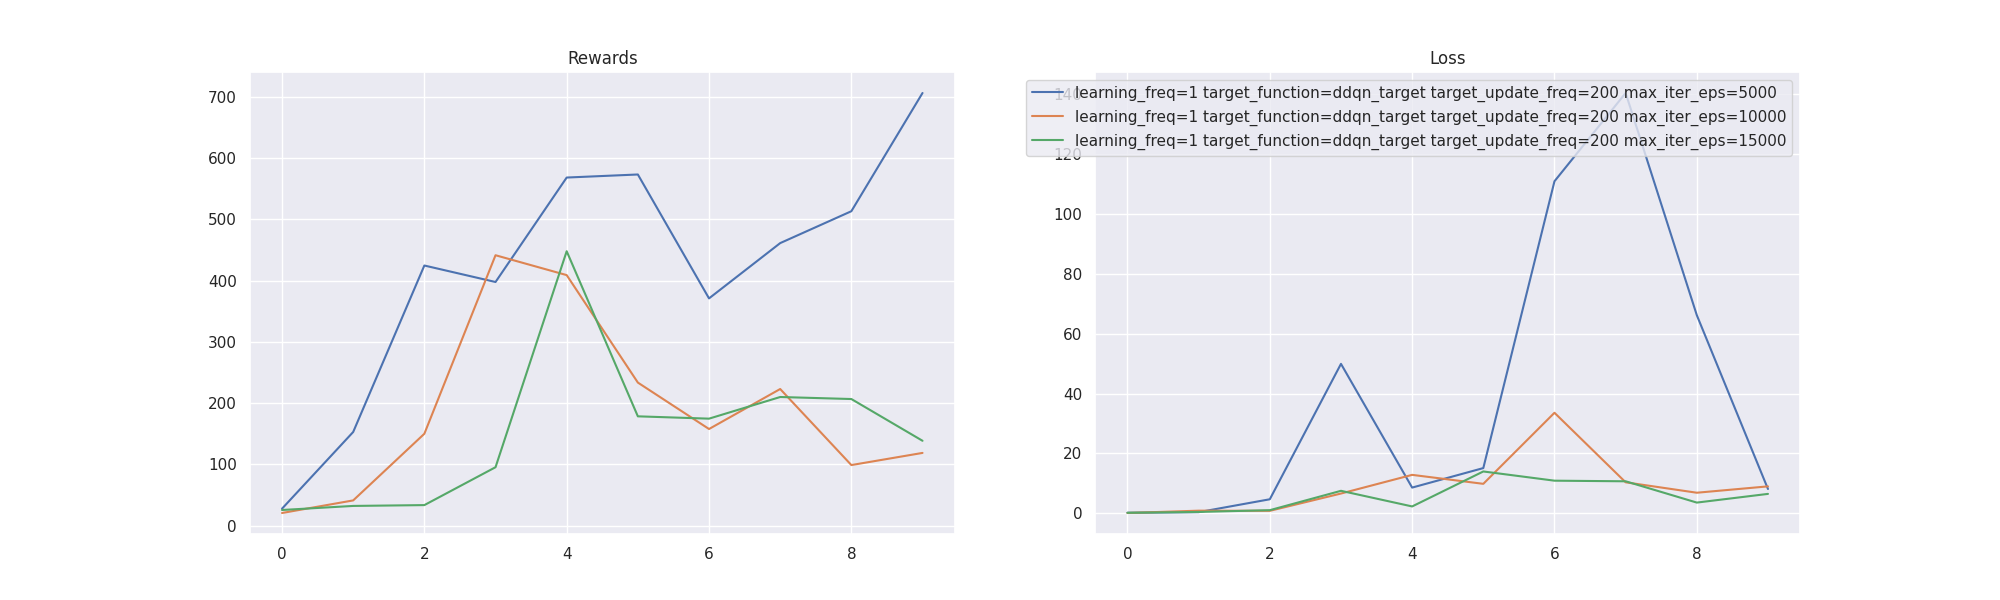 Rewards
700
600
500
400
300
200
100
0
0 2 4 6 8
Loss
learning_freq=1 target_function=ddqn_target target_update_freq=200 max_iter_eps=5000
learning_freq=1 target_function=ddqn_target target_update_freq=200 max_iter_eps=10000
learning_freq=1 target_function=ddqn_target target_update_freq=200 max_iter_eps=15000
140
120
100
80
60
40
20
0
0 2 4 6 8